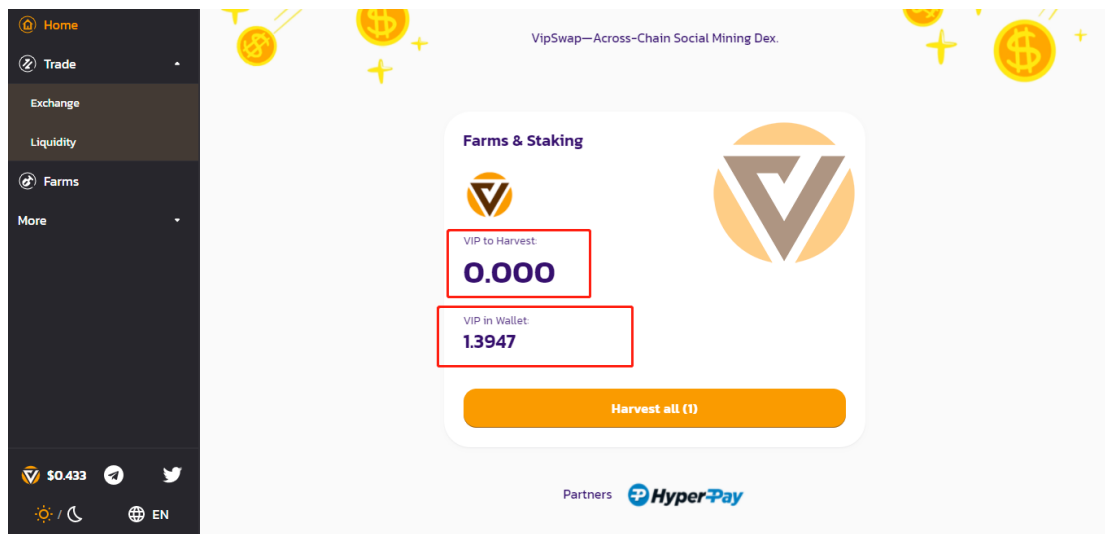 Home
Trade
Exchange
Liquidity
Farms
More
$0.433
/
EN
VipSwap—Across-Chain Social Mining Dex.
Farms & Staking
VIP to Harvest:
0.000
VIP in Wallet:
1.3947
Harvest all (1)
Partners HyperPay